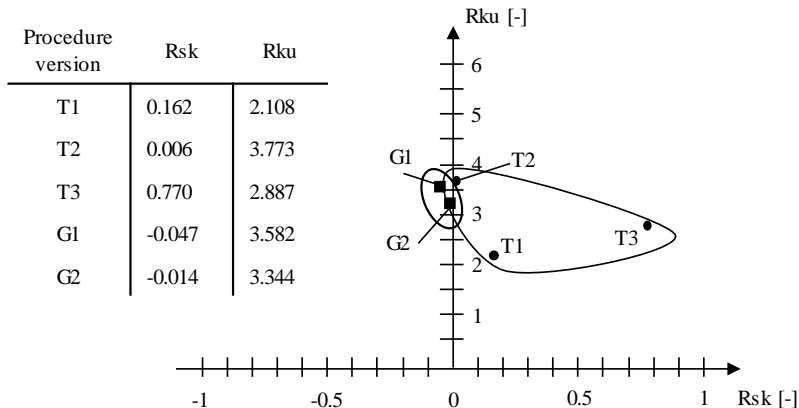 Procedure version Rsk Rku
T1 0.162 2.108
T2 0.006 3.773
T3 0.770 2.887
G1 -0.047 3.582
G2 -0.014 3.344
Rku [-]
6
5
4
3
2
1
G1
T2
G2
T1
T3
-1 -0.5 0 0.5 1 Rsk [-]